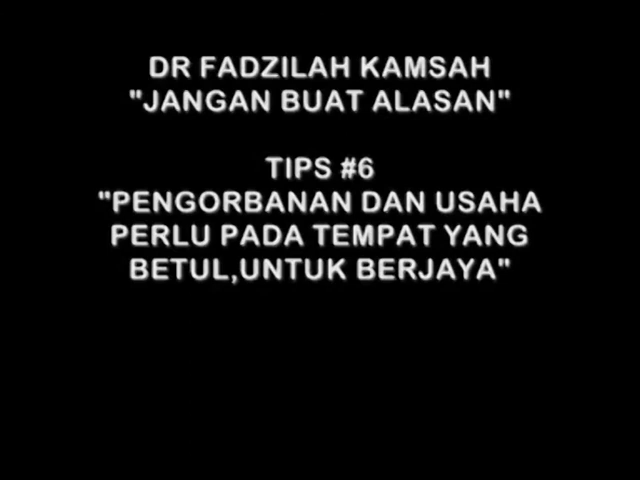 DR FADZILAH KAMSAH
"JANGAN BUAT ALASAN"
TIPS #6
"PENGORBANAN DAN USAHA
PERLU PADA TEMPAT YANG
BETUL,UNTUK BERJAYA"